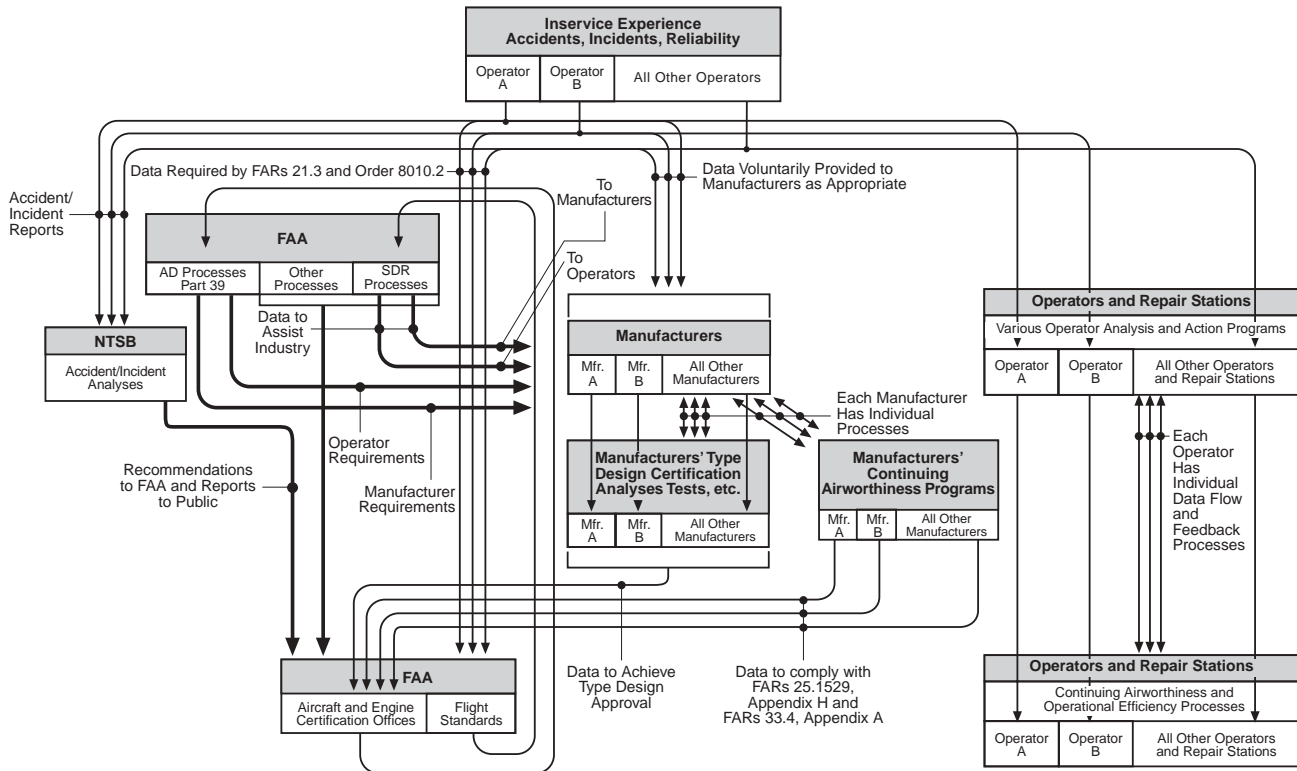 Inservice Experience
Accidents, Incidents, Reliability
Operator
A
Operator
B
All Other Operators
Data Required by FARs 21.3 and Order 8010.2
Data Voluntarily Provided to
Manufacturers as Appropriate
To
Manufacturers
Accident/
Incident
Reports
FAA
AD Processes
Part 39
Other
Processes
SDR
Processes
To
Operators
Data to
Assist
Industry
NTSB
Accident/Incident
Analyses
Manufacturers
Mfr.
A
Mfr.
B
All Other
Manufacturers
Operators and Repair Stations
Various Operator Analysis and Action Programs
Operator
A
Operator
B
All Other Operators
and Repair Stations
Each Manufacturer
Has Individual
Processes
Operator
Requirements
Manufacturer
Requirements
Recommendations
to FAA and Reports
to Public
Manufacturers' Type
Design Certification
Analyses Tests, etc.
Mfr.
A
Mfr.
B
All Other
Manufacturers
Manufacturers'
Continuing
Airworthiness Programs
Mfr.
A
Mfr.
B
All Other
Manufacturers
Each
Operator
Has
Individual
Data Flow
and
Feedback
Processes
FAA
Aircraft and Engine
Certification Offices
Flight
Standards
Data to Achieve
Type Design
Approval
Data to comply with
FARs 25.1529,
Appendix H and
FARs 33.4, Appendix A
Operators and Repair Stations
Continuing Airworthiness and
Operational Efficiency Processes
Operator
A
Operator
B
All Other Operators
and Repair Stations